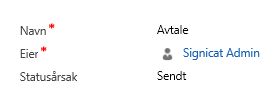 Navn* Avtale
Eier* Signicat Admin
Statusårsak Sendt